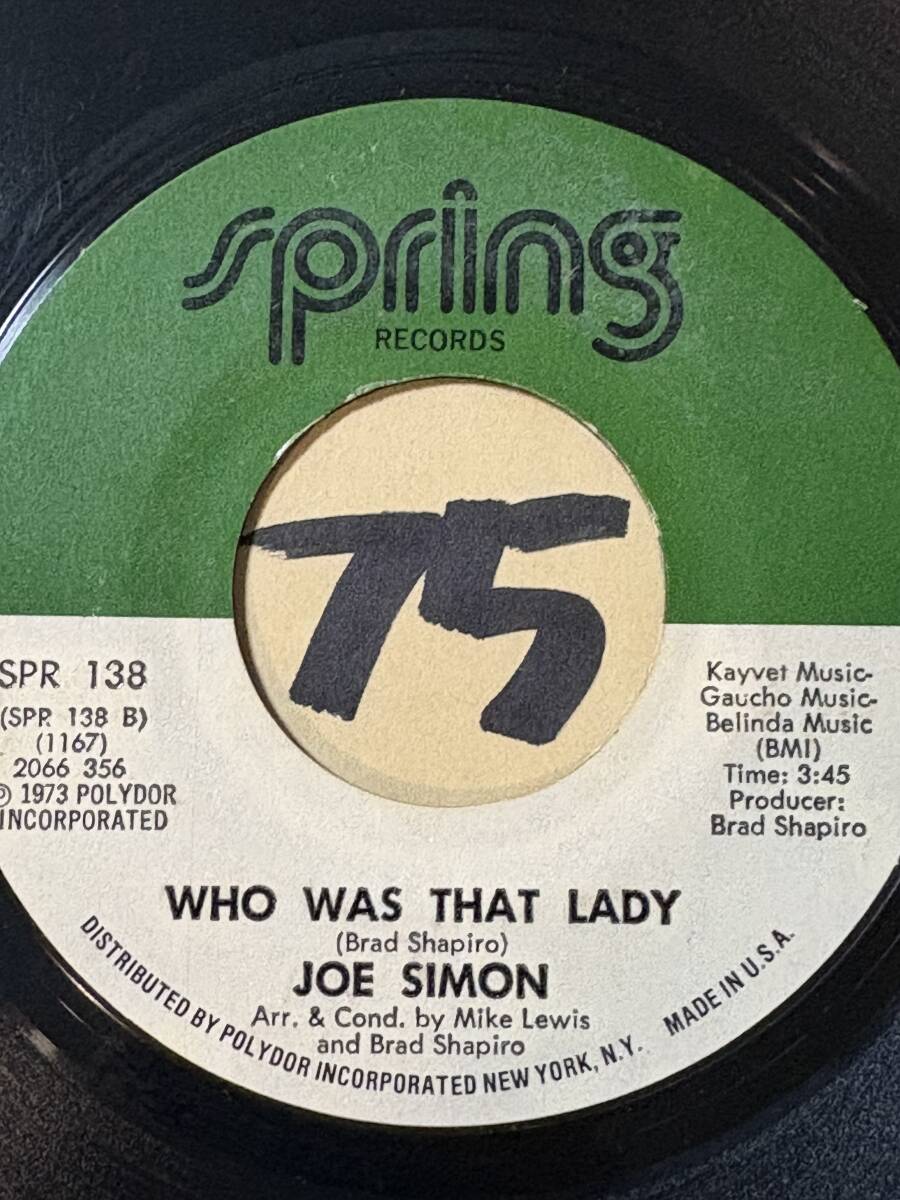 spring
RECORDS
75
SPR 138
(SPR 138 B)
(1167)
2066 356
Ⓟ 1973 POLYDOR
INCORPORATED
Kayvet Music-
Gaucho Music-
Belinda Music
(BMI)
Time: 3:45
Producer:
Brad Shapiro
WHO WAS THAT LADY
(Brad Shapiro)
JOE SIMON
Arr. & Cond. by Mike Lewis
and Brad Shapiro
DISTRIBUTED BY POLYDOR INCORPORATED NEW YORK, N.Y. MADE IN U.S.A.